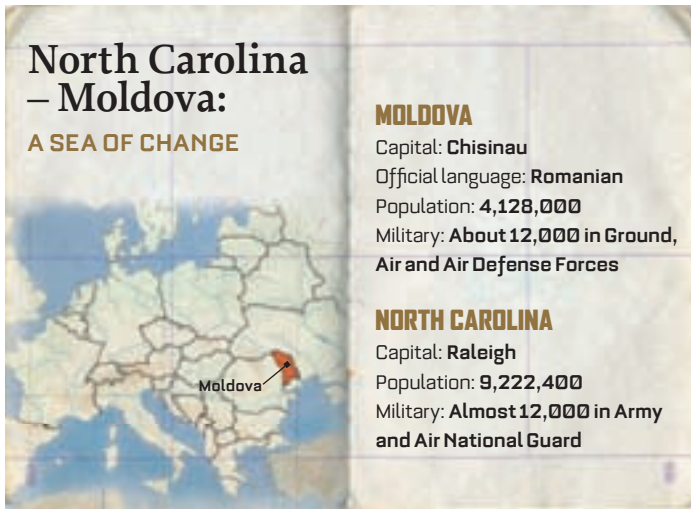 North Carolina
– Moldova:
A SEA OF CHANGE
Moldova
MOLDOVA
Capital: Chisinau
Official language: Romanian
Population: 4,128,000
Military: About 12,000 in Ground,
Air and Air Defense Forces
NORTH CAROLINA
Capital: Raleigh
Population: 9,222,400
Military: Almost 12,000 in Army
and Air National Guard